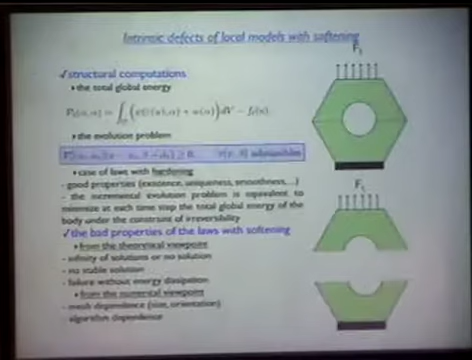 Intrinsic defects of local models with softening
✓structural computations
• the total global energy
• the evolution problem
• case of laws with hardening
- good properties (existence, uniqueness, smoothness, ...)
- the incremental evolution problem is equivalent to
minimize at each time step the total global energy of the
body under the constraint of irreversibility
✓the bad properties of the laws with softening
• from the theoretical viewpoint
- infinity of solutions or no solution
- no stable solution
- failure without energy dissipation
• from the numerical viewpoint
- mesh dependence (size, orientation)
- algorithm dependence
F
F